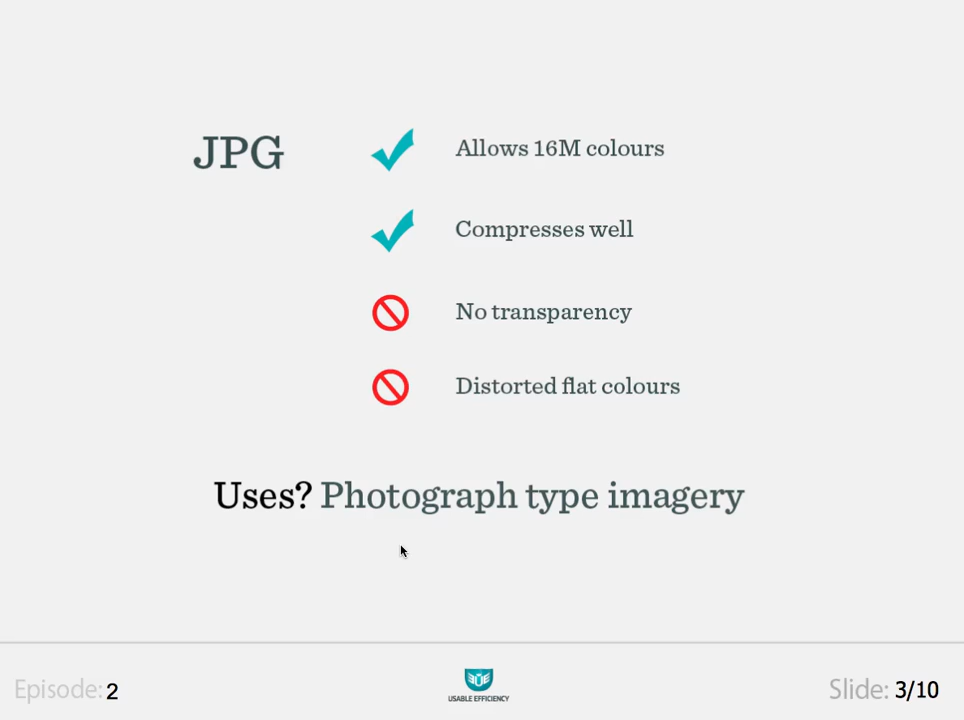 JPG
Allows 16M colours
Compresses well
No transparency
Distorted flat colours
Uses? Photograph type imagery
Episode: 2
USABLE EFFICIENCY
Slide: 3/10